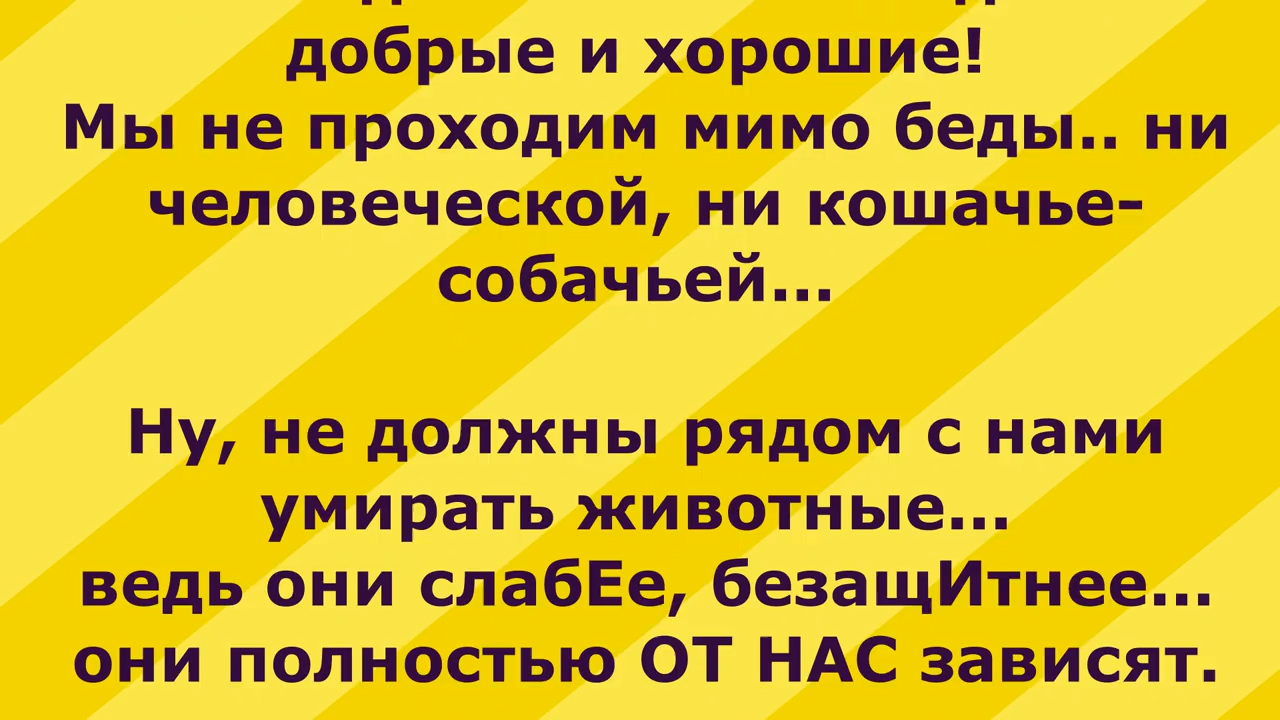 добрые и хорошие!
Мы не проходим мимо беды.. ни
человеческой, ни кошачье-
собачьей...
Ну, не должны рядом с нами
умирать животные...
ведь они слабЕе, безащИтнее...
они полностью ОТ НАС зависят.